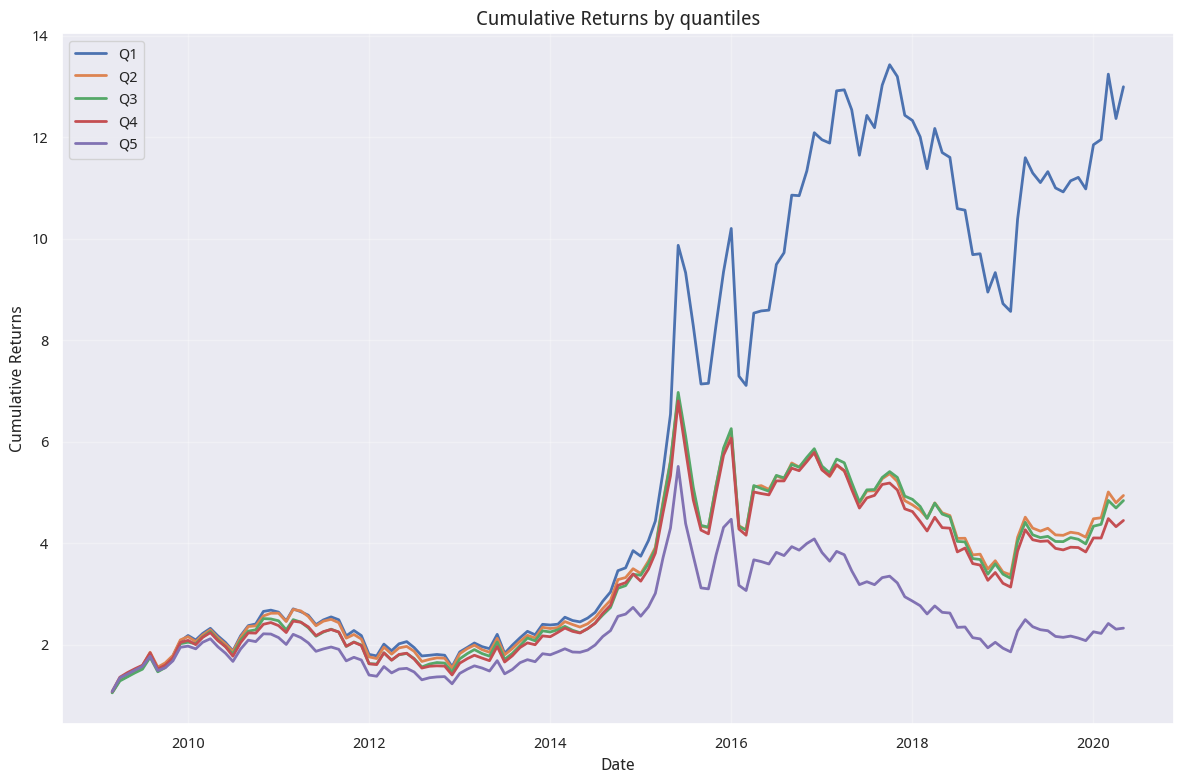 Cumulative Returns by quantiles
14
12
10
8
6
4
2
Cumulative Returns
Q1
Q2
Q3
Q4
Q5
2010 2012 2014 2016 2018 2020
Date